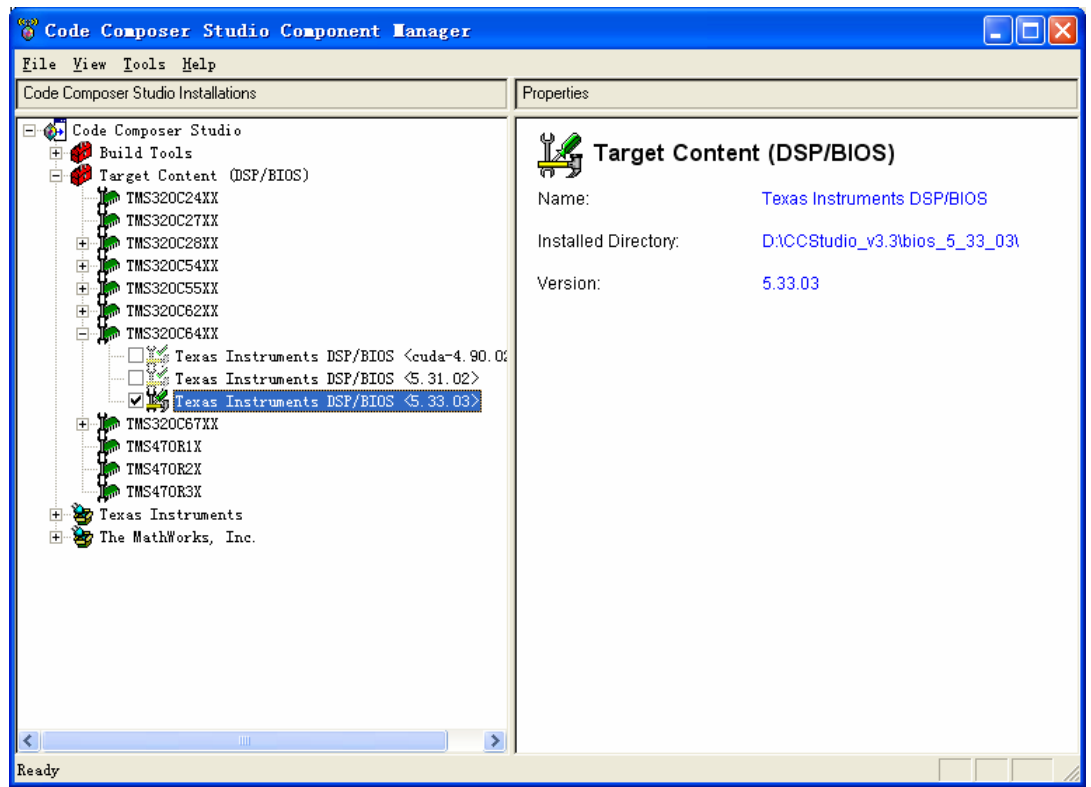 Code Composer Studio Component Manager
File View Tools Help
Code Composer Studio Installations
Properties
Code Composer Studio
Build Tools
Target Content (DSP/BIOS)
TMS320C24XX
TMS320C27XX
TMS320C28XX
TMS320C54XX
TMS320C55XX
TMS320C62XX
TMS320C64XX
Texas Instruments DSP/BIOS <cuda-4.90.02
Texas Instruments DSP/BIOS <5.31.02>
Texas Instruments DSP/BIOS <5.33.03>
TMS320C67XX
TMS470R1X
TMS470R2X
TMS470R3X
Texas Instruments
The MathWorks, Inc.
Target Content (DSP/BIOS)
Name: Texas Instruments DSP/BIOS
Installed Directory: D:\CCStudio_v3.3\bios_5_33_03\
Version: 5.33.03
Ready